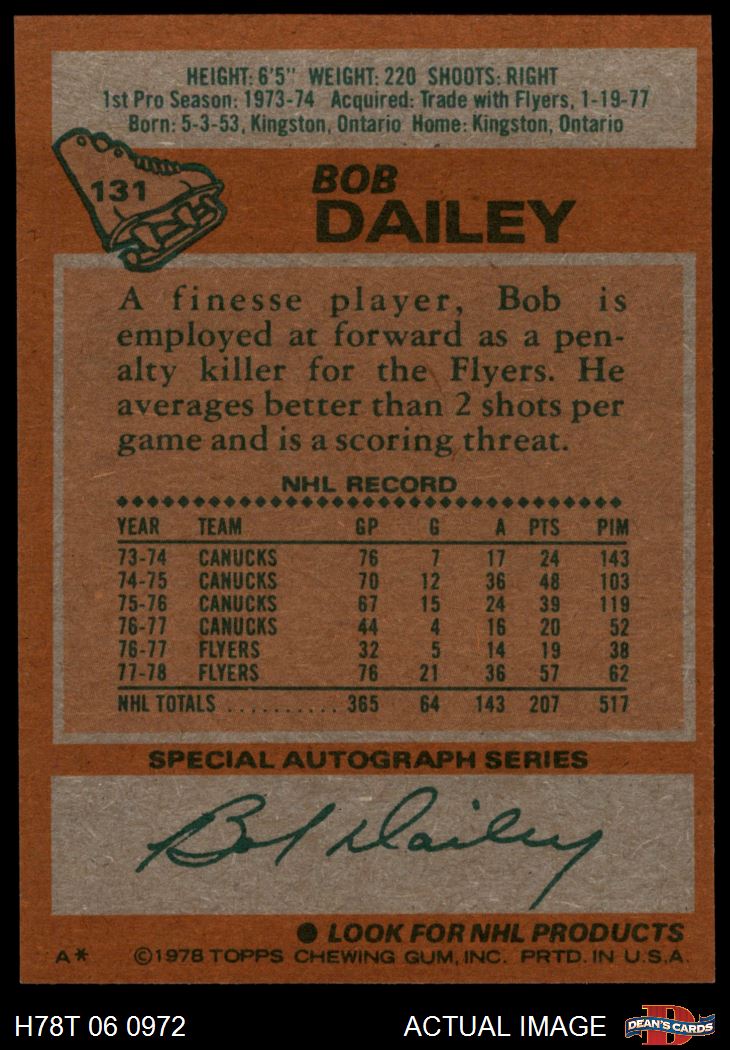 HEIGHT: 6'5" WEIGHT: 220 SHOOTS: RIGHT
1st Pro Season: 1973-74 Acquired: Trade with Flyers, 1-19-77
Born: 5-3-53, Kingston, Ontario Home: Kingston, Ontario
131
BOB
DAILEY
A finesse player, Bob is
employed at forward as a pen-
alty killer for the Flyers. He
averages better than 2 shots per
game and is a scoring threat.
NHL RECORD
YEAR TEAM GP G A PTS PIM
73-74 CANUCKS 76 7 17 24 143
74-75 CANUCKS 70 12 36 48 103
75-76 CANUCKS 67 15 24 39 119
76-77 CANUCKS 44 4 16 20 52
76-77 FLYERS 32 5 14 19 38
77-78 FLYERS 76 21 36 57 62
NHL TOTALS .......... 365 64 143 207 517
SPECIAL AUTOGRAPH SERIES
Bob Dailey
● LOOK FOR NHL PRODUCTS
A* ©1978 TOPPS CHEWING GUM, INC. PRTD. IN U.S.A.
H78T 06 0972 ACTUAL IMAGE D DEAN'S CARDS